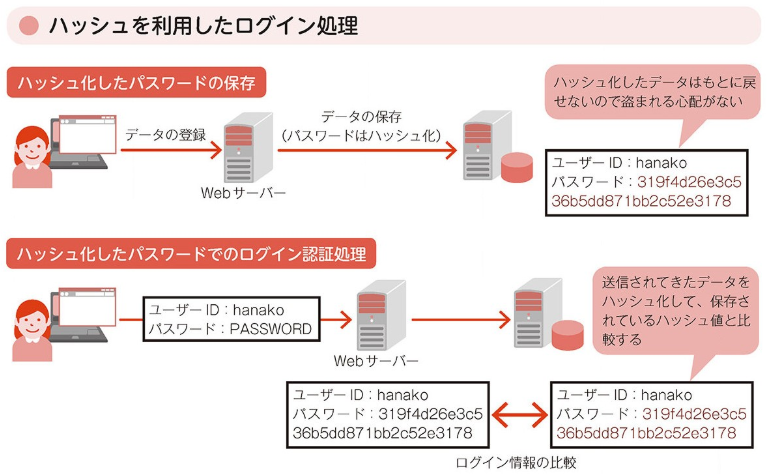 ハッシュを利用したログイン処理
ハッシュ化したパスワードの保存
データの登録
Webサーバー
データの保存
(パスワードはハッシュ化)
ハッシュ化したデータはもとに戻
せないので盗まれる心配がない
ユーザーID:hanako
パスワード:319f4d26e3c5
36b5dd871bb2c52e3178
ハッシュ化したパスワードでのログイン認証処理
ユーザーID:hanako
パスワード:PASSWORD
Webサーバー
送信されてきたデータを
ハッシュ化して、保存さ
れているハッシュ値と比
較する
ユーザーID:hanako
パスワード:319f4d26e3c5
36b5dd871bb2c52e3178
ユーザーID:hanako
パスワード:319f4d26e3c5
36b5dd871bb2c52e3178
ログイン情報の比較